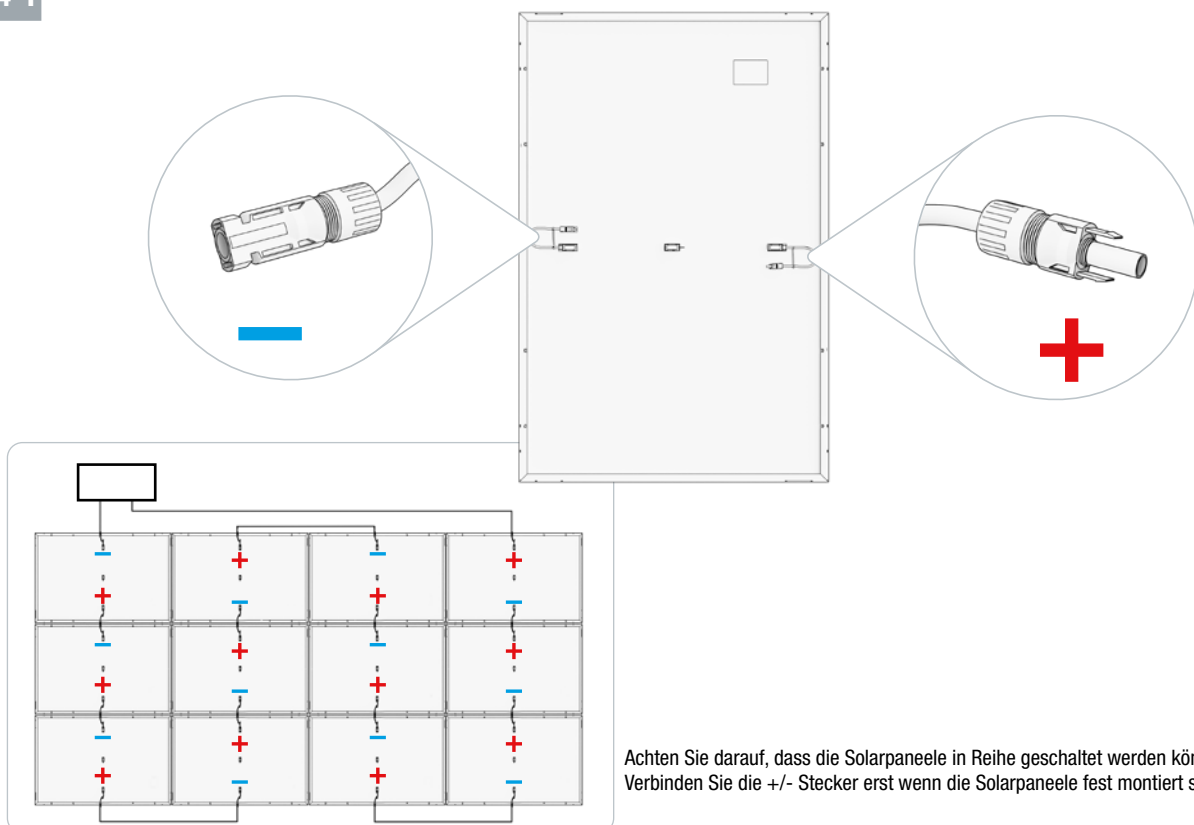 Achten Sie darauf, dass die Solarpaneele in Reihe geschaltet werden
Verbinden Sie die +/- Stecker erst wenn die Solarpaneele fest montiert